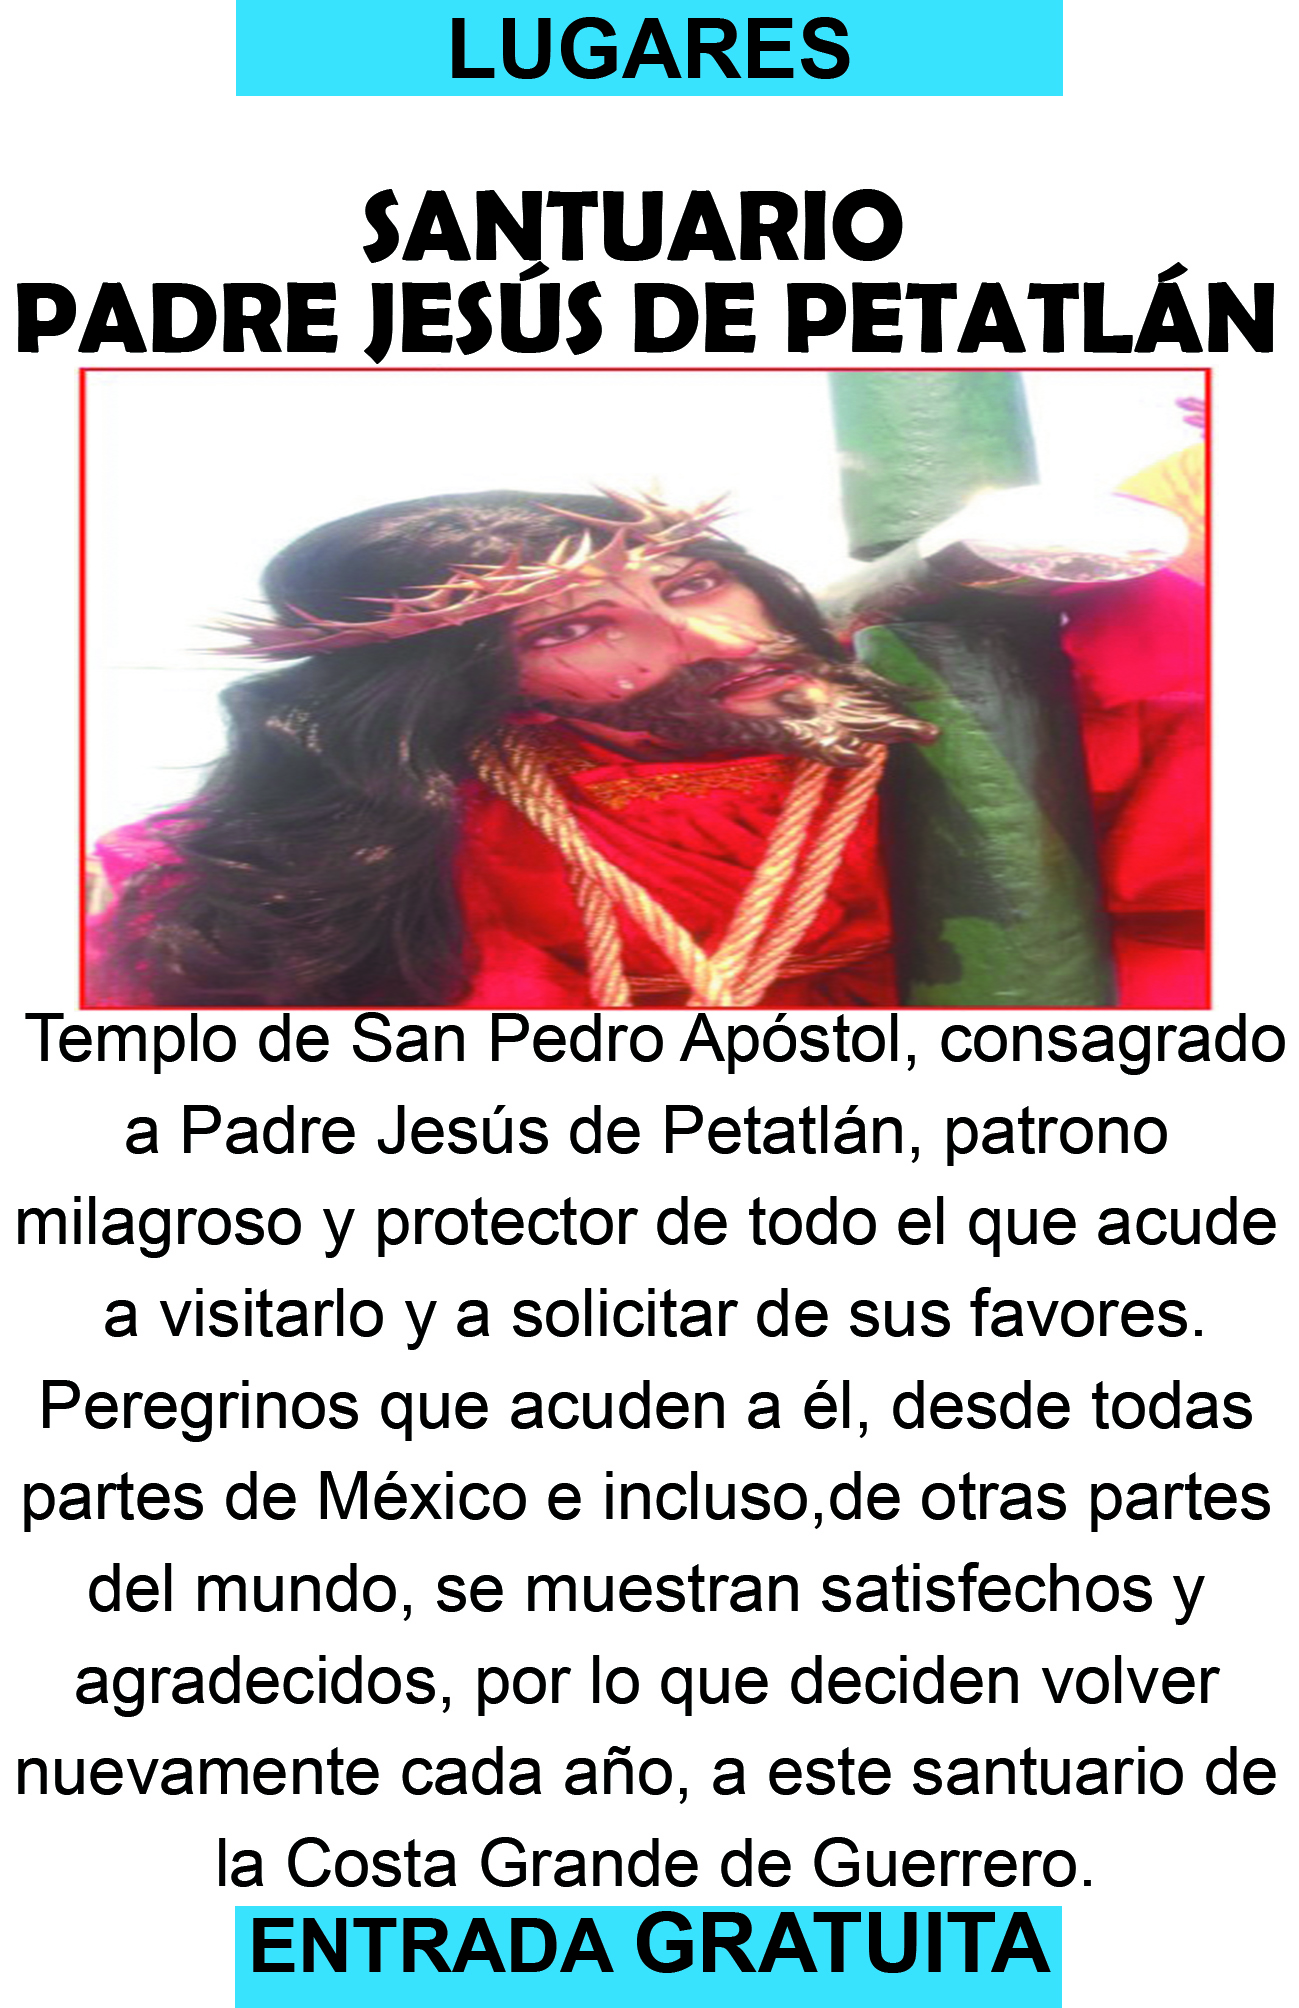 LUGARES
SANTUARIO
PADRE JESÚS DE PETATLÁN
Templo de San Pedro Apóstol, consagrado
a Padre Jesús de Petatlán, patrono
milagroso y protector de todo el que acude
a visitarlo y a solicitar de sus favores.
Peregrinos que acuden a él, desde todas
partes de México e incluso,de otras partes
del mundo, se muestran satisfechos y
agradecidos, por lo que deciden volver
nuevamente cada año, a este santuario de
la Costa Grande de Guerrero.
ENTRADA GRATUITA